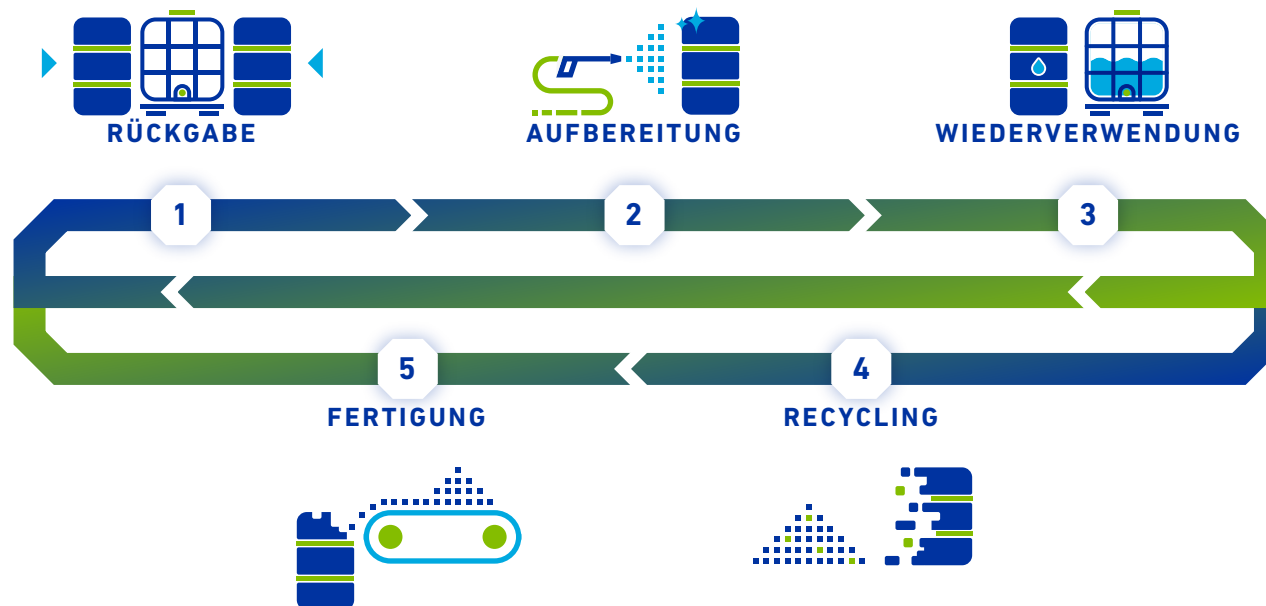 RÜCKGABE
AUFBEREITUNG
WIEDERVERWENDUNG
1
2
3
5
4
FERTIGUNG
RECYCLING